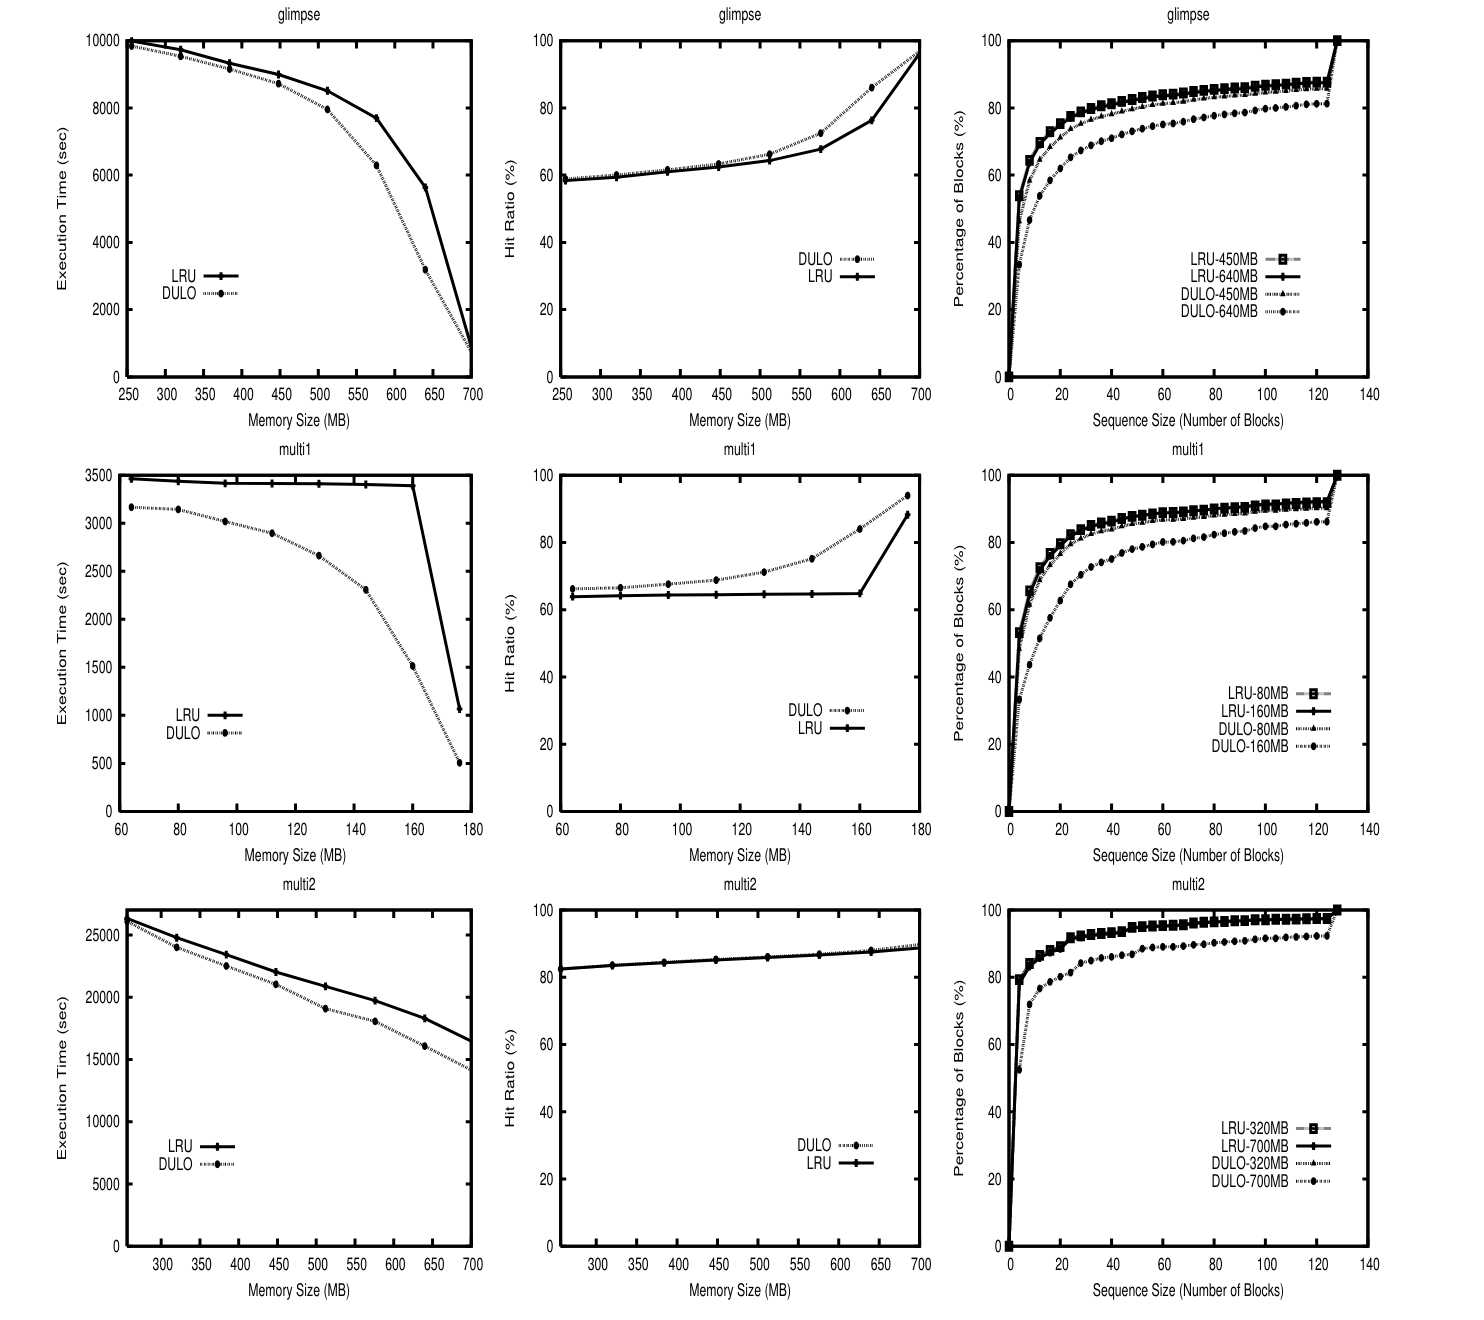 glimpse
10000
8000
6000
4000
2000
0
Execution Time (sec)
LRU
DULO
250 300 350 400 450 500 550 600 650 700
Memory Size (MB)
glimpse
100
80
60
40
20
0
Hit Ratio (%)
DULO
LRU
250 300 350 400 450 500 550 600 650 700
Memory Size (MB)
glimpse
100
80
60
40
20
0
Percentage of Blocks (%)
LRU-450MB
LRU-640MB
DULO-450MB
DULO-640MB
0 20 40 60 80 100 120 140
Sequence Size (Number of Blocks)
multi1
3500
3000
2500
2000
1500
1000
500
0
Execution Time (sec)
LRU
DULO
60 80 100 120 140 160 180
Memory Size (MB)
multi1
100
80
60
40
20
0
Hit Ratio (%)
DULO
LRU
60 80 100 120 140 160 180
Memory Size (MB)
multi1
100
80
60
40
20
0
Percentage of Blocks (%)
LRU-80MB
LRU-160MB
DULO-80MB
DULO-160MB
0 20 40 60 80 100 120 140
Sequence Size (Number of Blocks)
multi2
25000
20000
15000
10000
5000
0
Execution Time (sec)
LRU
DULO
300 350 400 450 500 550 600 650 700
Memory Size (MB)
multi2
100
80
60
40
20
0
Hit Ratio (%)
DULO
LRU
300 350 400 450 500 550 600 650 700
Memory Size (MB)
multi2
100
80
60
40
20
0
Percentage of Blocks (%)
LRU-320MB
LRU-700MB
DULO-320MB
DULO-700MB
0 20 40 60 80 100 120 140
Sequence Size (Number of Blocks)